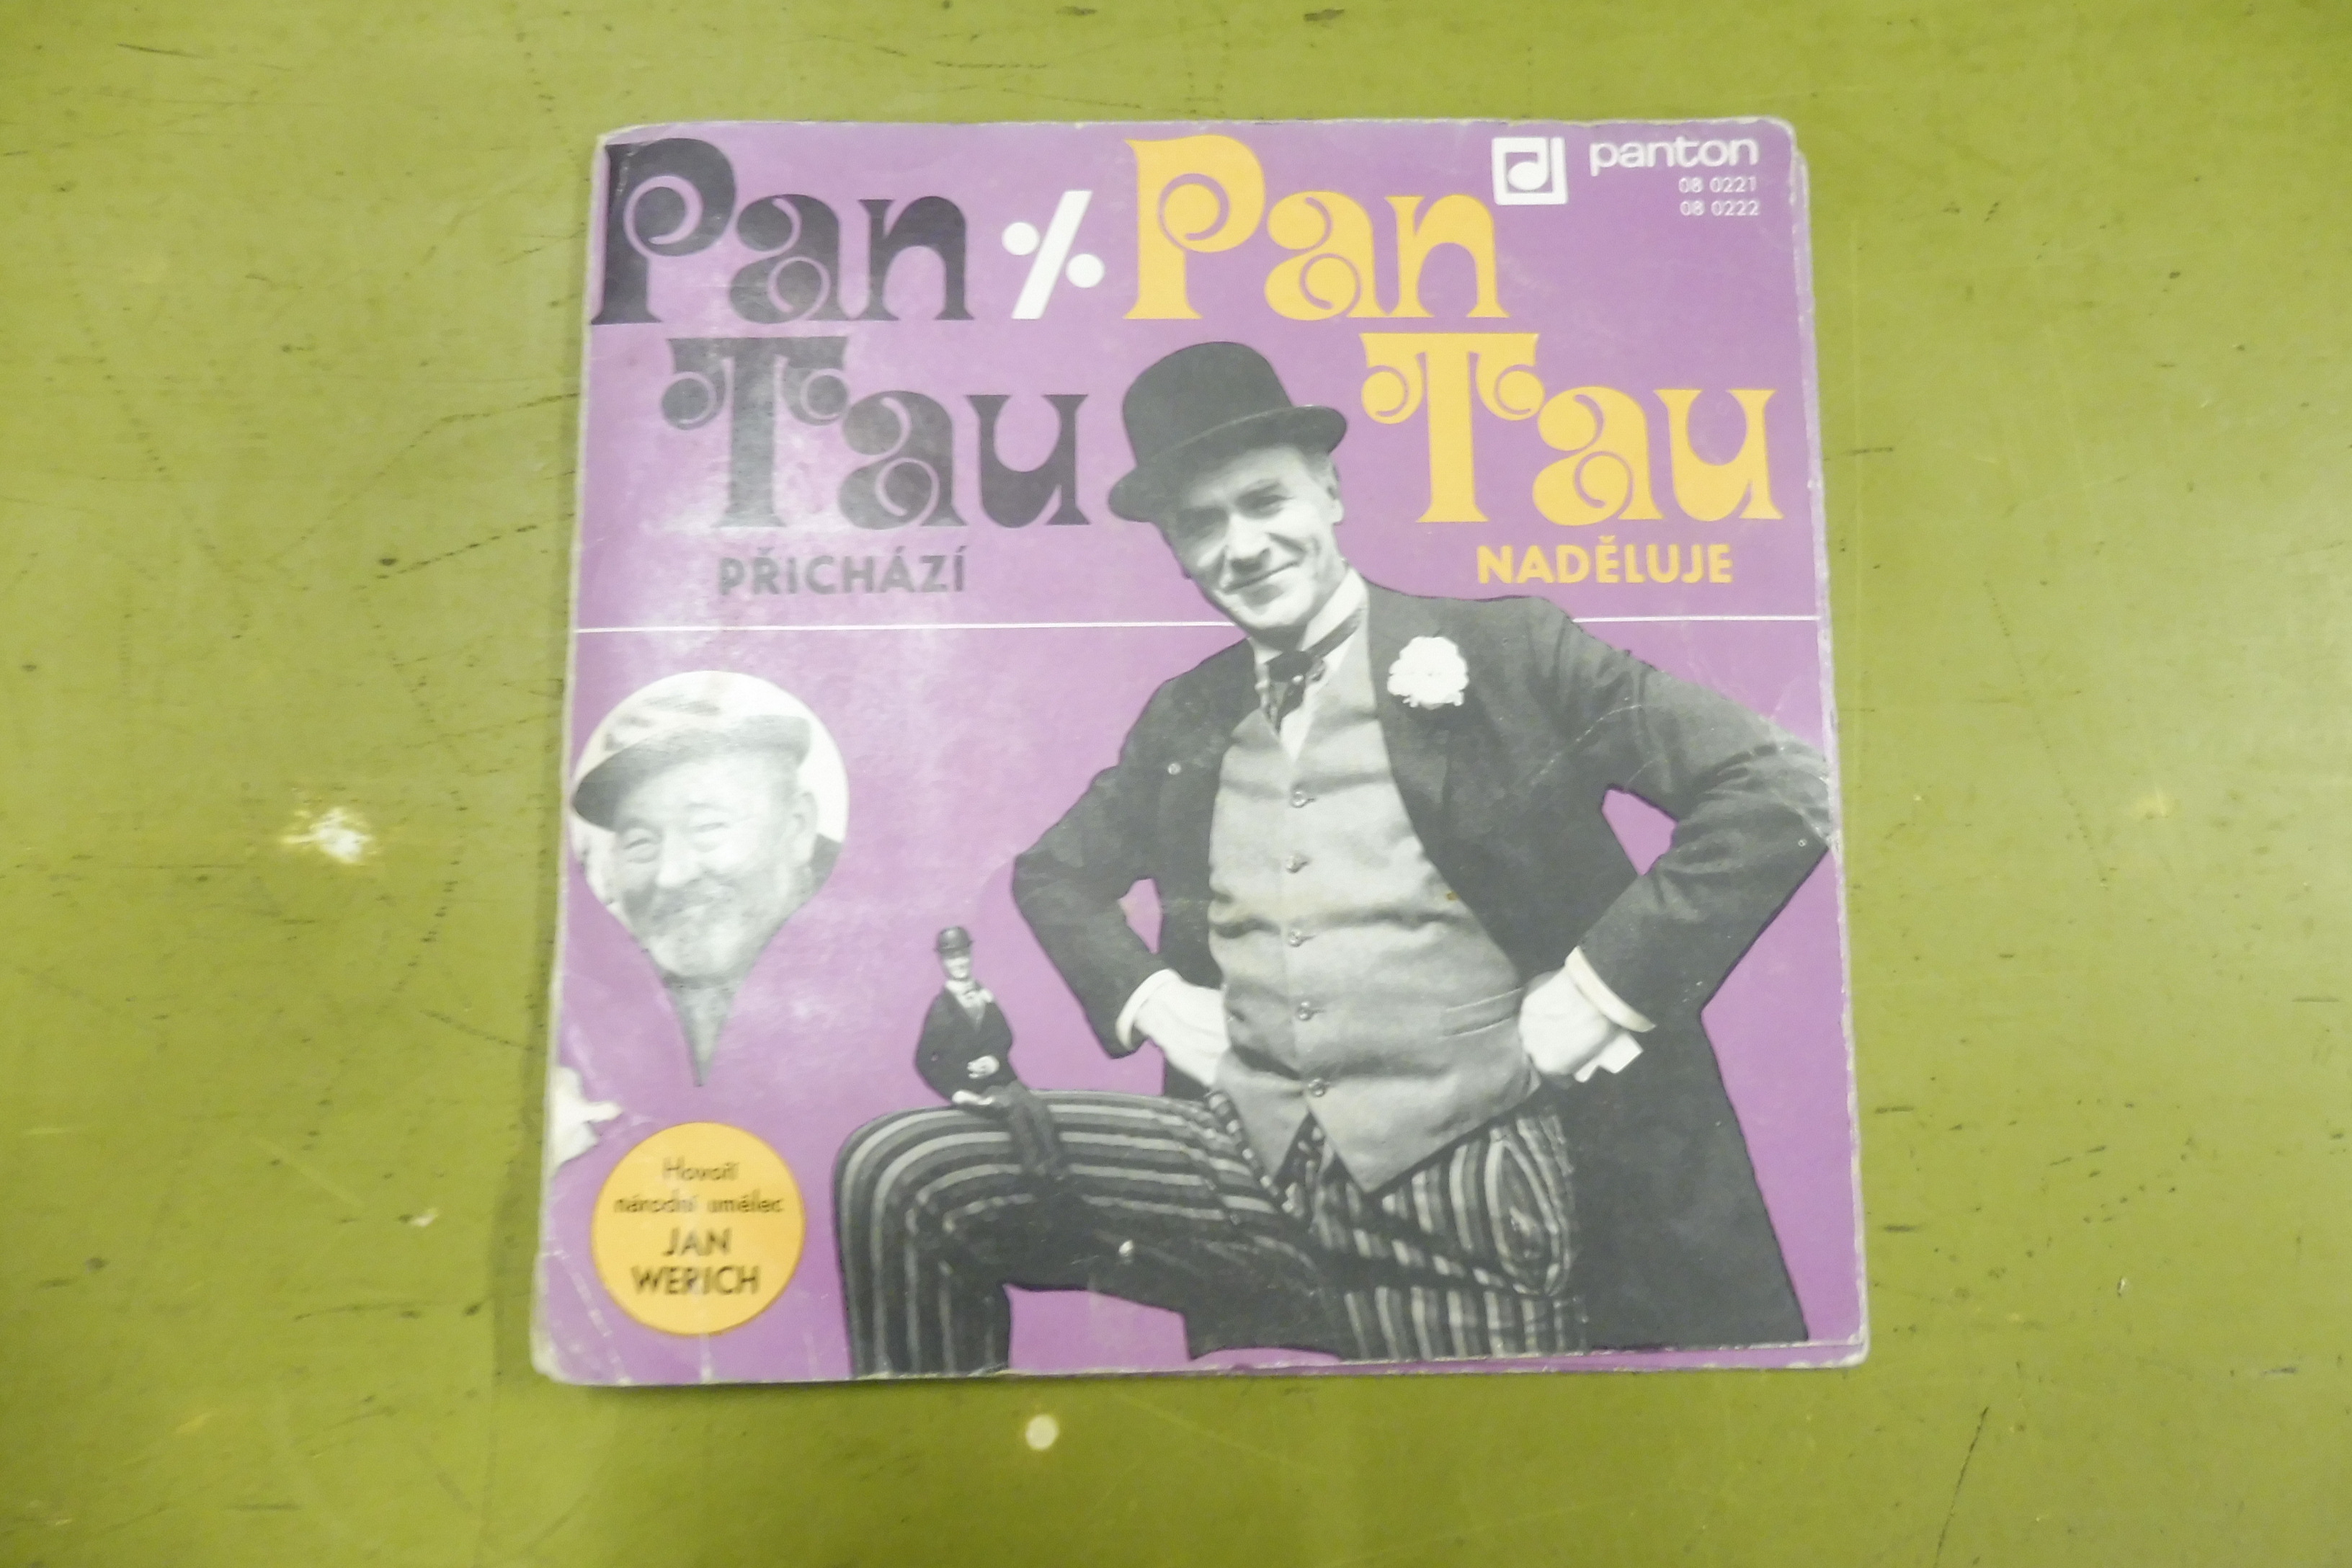 Pan ⁒ Pan
Tau Tau
PŘICHÁZÍ NADĚLUJE
panton
08 0221
08 0222
Hovoří
národní umělec
JAN
WERICH